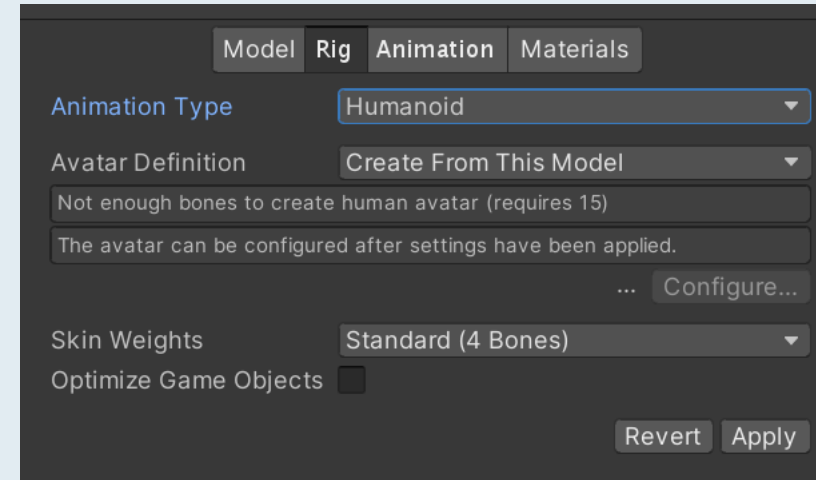 Model Rig Animation Materials
Animation Type Humanoid
Avatar Definition Create From This Model
Not enough bones to create human avatar (requires 15)
The avatar can be configured after settings have been applied.
... Configure...
Skin Weights Standard (4 Bones)
Optimize Game Objects
Revert Apply